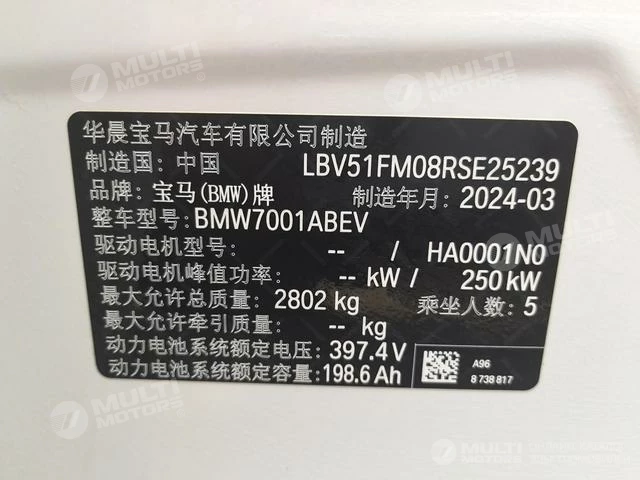 MULTI MOTORS
MULTI MOTORS
华晨宝马汽车有限公司制造
制造国：中国 LBV51FM08RSE25239
品牌：宝马(BMW)牌 制造年月：2024-03
整车型号：BMW7001ABEV
驱动电机型号： -- / HA0001N0
驱动电机峰值功率： -- kW / 250 kW
最大允许总质量：2802 kg 乘坐人数：5
最大允许牵引质量： -- kg
动力电池系统额定电压：397.4V
动力电池系统额定容量：198.6Ah
A96
8 738 817
MULTI MOTORS
MULTI MOTORS